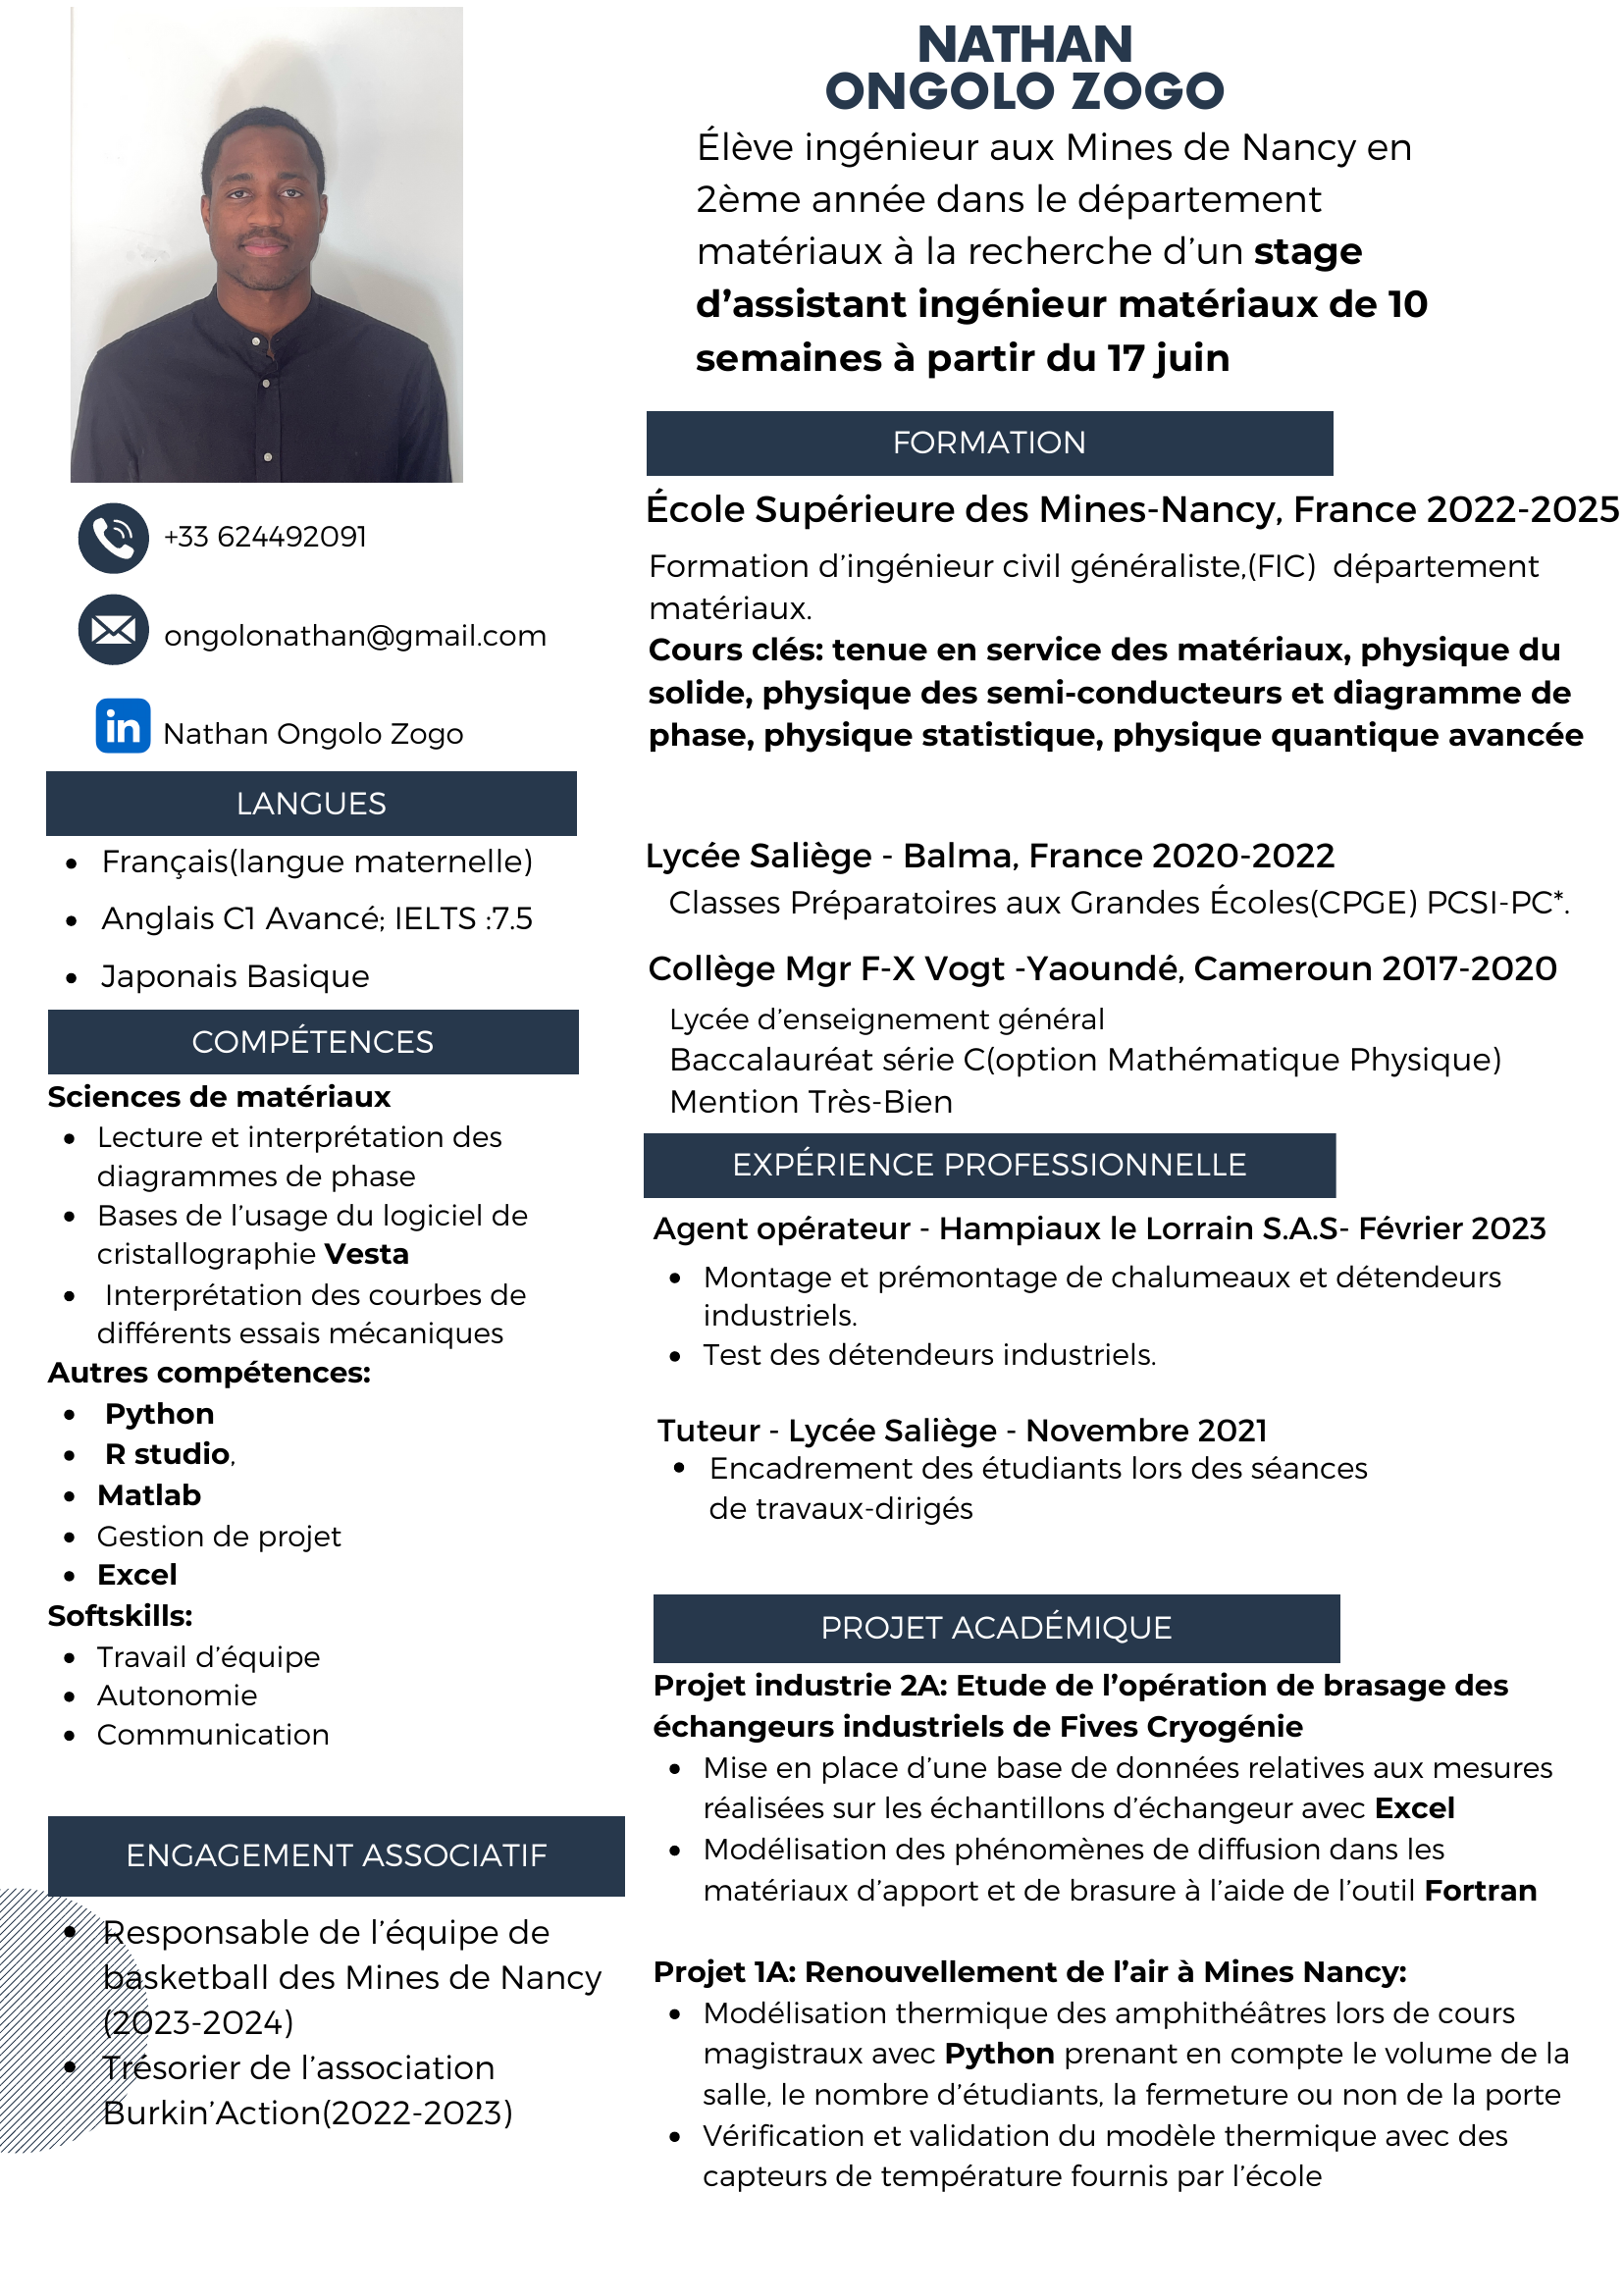 NATHAN
ONGOLO ZOGO
Élève ingénieur aux Mines de Nancy en
2ème année dans le département
matériaux à la recherche d’un stage
d’assistant ingénieur matériaux de 10
semaines à partir du 17 juin
+33 624492091
ongolonathan@gmail.com
in
Nathan Ongolo Zogo
LANGUES
Français(langue maternelle)
Anglais C1 Avancé; IELTS :7.5
Japonais Basique
COMPÉTENCES
Sciences de matériaux
Lecture et interprétation des
diagrammes de phase
Bases de l’usage du logiciel de
cristallographie Vesta
Interprétation des courbes de
différents essais mécaniques
Autres compétences:
Python
R studio,
Matlab
Gestion de projet
Excel
Softskills:
Travail d’équipe
Autonomie
Communication
ENGAGEMENT ASSOCIATIF
Responsable de l’équipe de
basketball des Mines de Nancy
(2023-2024)
Trésorier de l’association
Burkin’Action(2022-2023)
FORMATION
École Supérieure des Mines-Nancy, France 2022-2025
Formation d’ingénieur civil généraliste,(FIC) département
matériaux.
Cours clés: tenue en service des matériaux, physique du
solide, physique des semi-conducteurs et diagramme de
phase, physique statistique, physique quantique avancée
Lycée Saliège - Balma, France 2020-2022
Classes Préparatoires aux Grandes Écoles(CPGE) PCSI-PC*.
Collège Mgr F-X Vogt -Yaoundé, Cameroun 2017-2020
Lycée d’enseignement général
Baccalauréat série C(option Mathématique Physique)
Mention Très-Bien
EXPÉRIENCE PROFESSIONNELLE
Agent opérateur - Hampiaux le Lorrain S.A.S- Février 2023
Montage et prémontage de chalumeaux et détendeurs
industriels.
Test des détendeurs industriels.
Tuteur - Lycée Saliège - Novembre 2021
Encadrement des étudiants lors des séances
de travaux-dirigés
PROJET ACADÉMIQUE
Projet industrie 2A: Etude de l’opération de brasage des
échangeurs industriels de Fives Cryogénie
Mise en place d’une base de données relatives aux mesures
réalisées sur les échantillons d’échangeur avec Excel
Modélisation des phénomènes de diffusion dans les
matériaux d’apport et de brasure à l’aide de l’outil Fortran
Projet 1A: Renouvellement de l’air à Mines Nancy:
Modélisation thermique des amphithéâtres lors de cours
magistraux avec Python prenant en compte le volume de la
salle, le nombre d’étudiants, la fermeture ou non de la porte
Vérification et validation du modèle thermique avec des
capteurs de température fournis par l’école